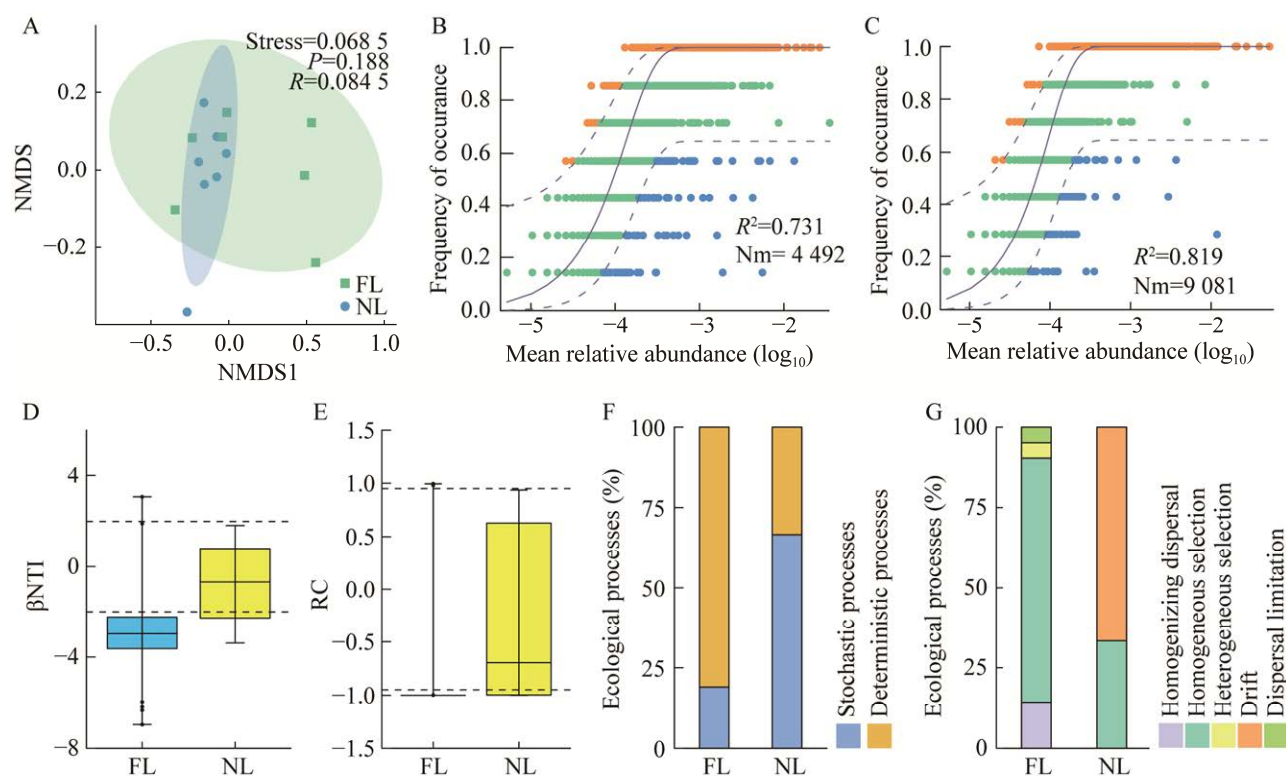 A
Stress=0.068 5
P=0.188
R=0.084 5
NMDS
0.2
0.0
−0.2
−0.5
0.0
0.5
1.0
NMDS1
FL
NL
B
Frequency of occurance
1.0
0.8
0.6
0.4
0.2
0.0
R²=0.731
Nm= 4 492
−5
−4
−3
−2
Mean relative abundance (log₁₀)
C
Frequency of occurance
1.0
0.8
0.6
0.4
0.2
0.0
R²=0.819
Nm=9 081
−5
−4
−3
−2
Mean relative abundance (log₁₀)
D
βNTI
4
0
−4
−8
FL
NL
E
RC
1.5
1.0
0.5
0.0
−0.5
−1.0
−1.5
FL
NL
F
Ecological processes (%)
100
75
50
25
0
FL
NL
Stochastic processes
Deterministic processes
G
Ecological processes (%)
100
75
50
25
0
FL
NL
Homogenizing dispersal
Homogeneous selection
Heterogeneous selection
Drift
Dispersal limitation